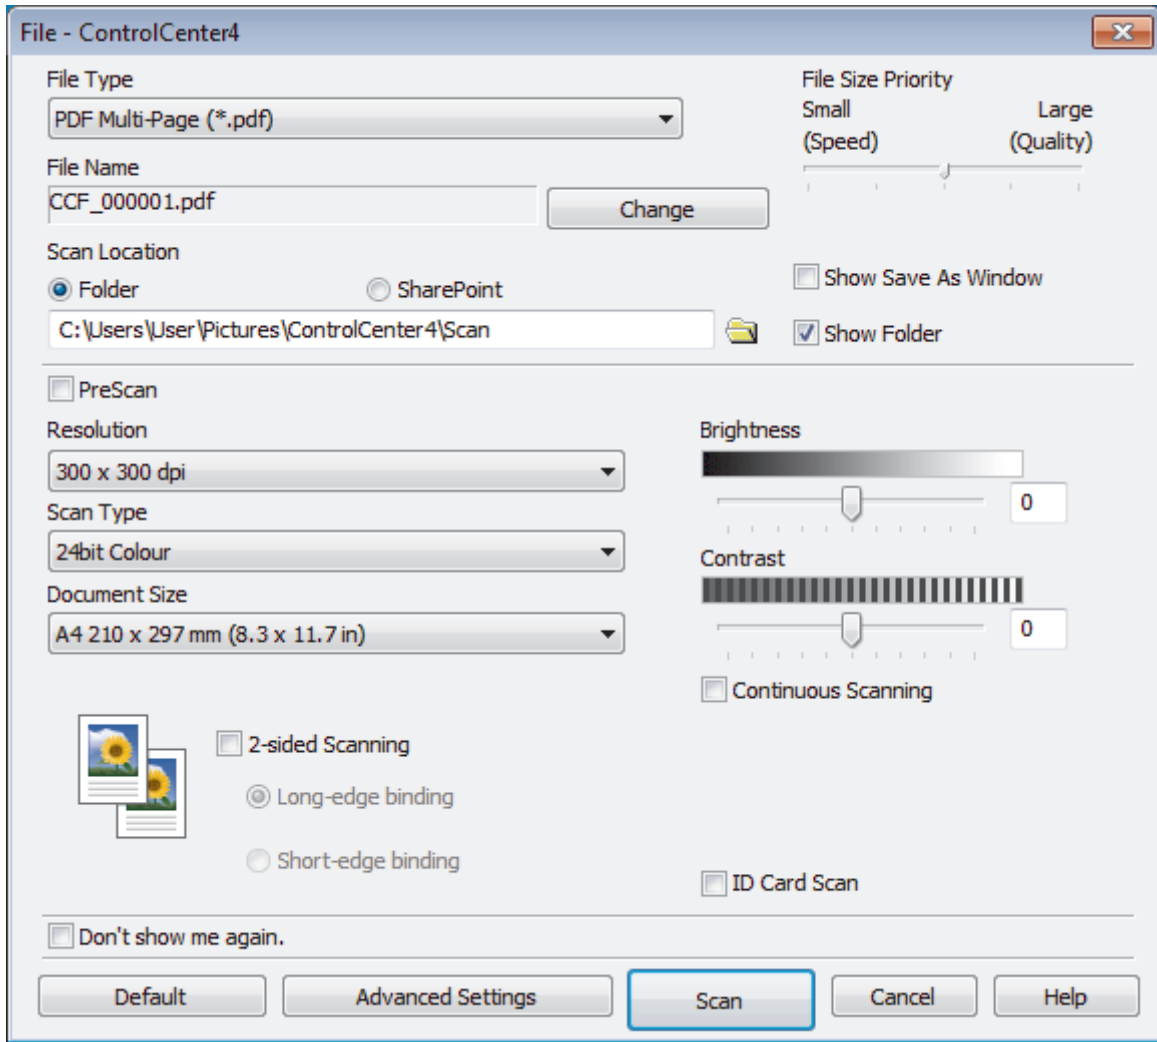 File - ControlCenter4
File Type
PDF Multi-Page (*.pdf)
File Size Priority
Small Large
(Speed) (Quality)
File Name
CCF_000001.pdf
Change
Scan Location
Folder
SharePoint
Show Save As Window
C:\Users\User\Pictures\ControlCenter4\Scan
Show Folder
PreScan
Resolution
300 x 300 dpi
Scan Type
24bit Colour
Document Size
A4 210 x 297 mm (8.3 x 11.7 in)
Brightness
0
Contrast
0
Continuous Scanning
2-sided Scanning
Long-edge binding
Short-edge binding
ID Card Scan
Don't show me again.
Default
Advanced Settings
Scan
Cancel
Help